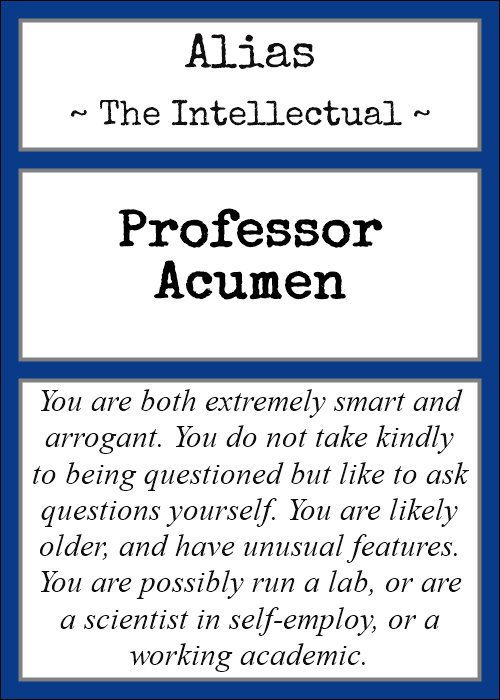 Alias
~ The Intellectual ~
Professor
Acumen
You are both extremely smart and
arrogant. You do not take kindly
to being questioned but like to ask
questions yourself. You are likely
older, and have unusual features.
You are possibly run a lab, or are
a scientist in self-employ, or a
working academic.